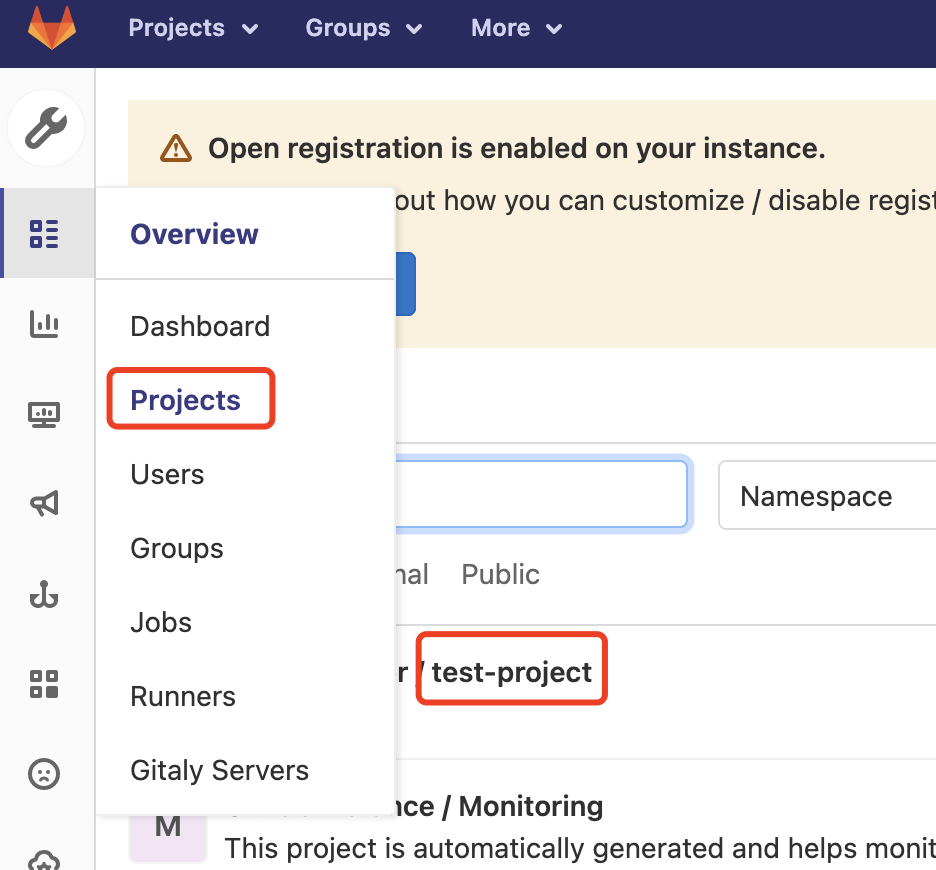 Projects Groups More
Open registration is enabled on your instance.
out how you can customize / disable regist
Overview
Dashboard
Projects
Users
Groups
Jobs
Runners
Gitaly Servers
Namespace
nal Public
r / test-project
M
nce / Monitoring
This project is automatically generated and helps monit